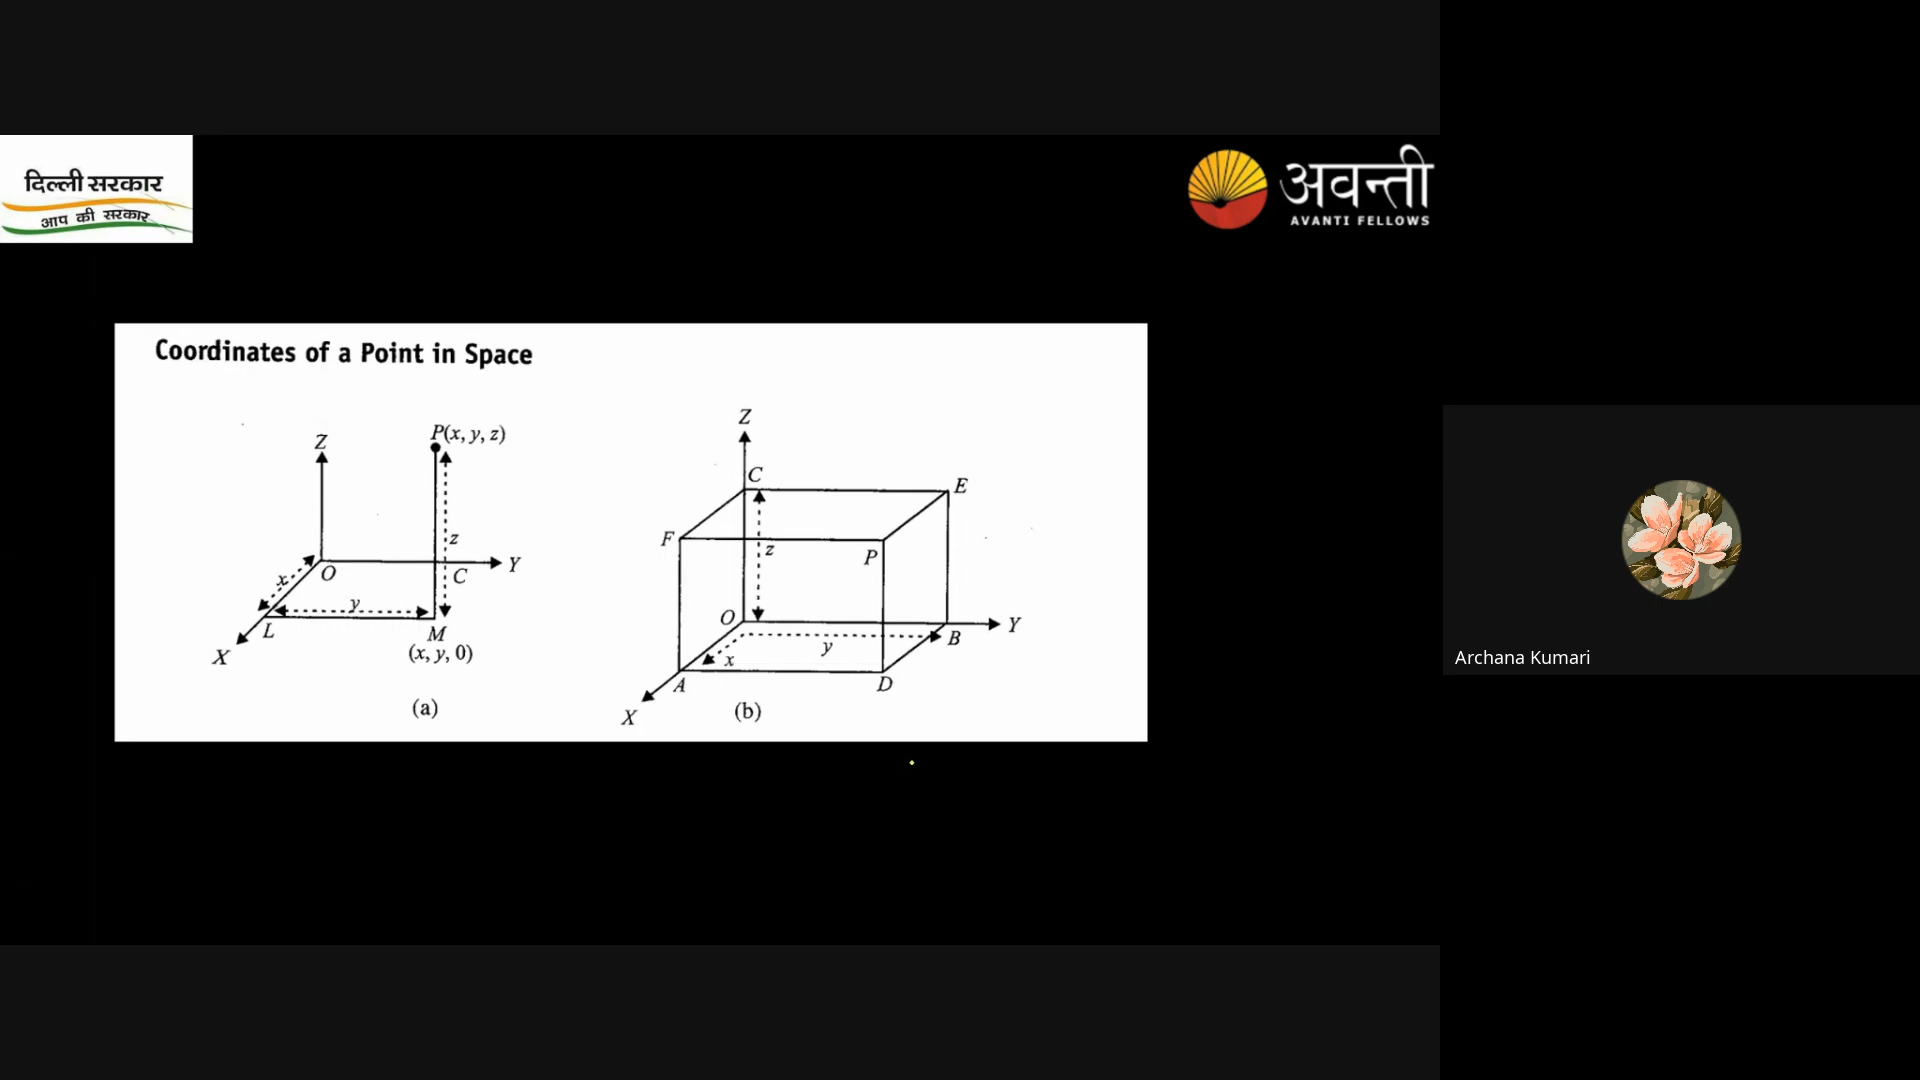 दिल्ली सरकार
आप की सरकार
अवन्ती
AVANTI FELLOWS
Coordinates of a Point in Space
Z
P(x, y, z)
z
x
O
C
Y
y
L
M
X
(x, y, 0)
(a)
Z
C
E
F
z
P
O
Y
B
y
x
A
D
X
(b)
Archana Kumari